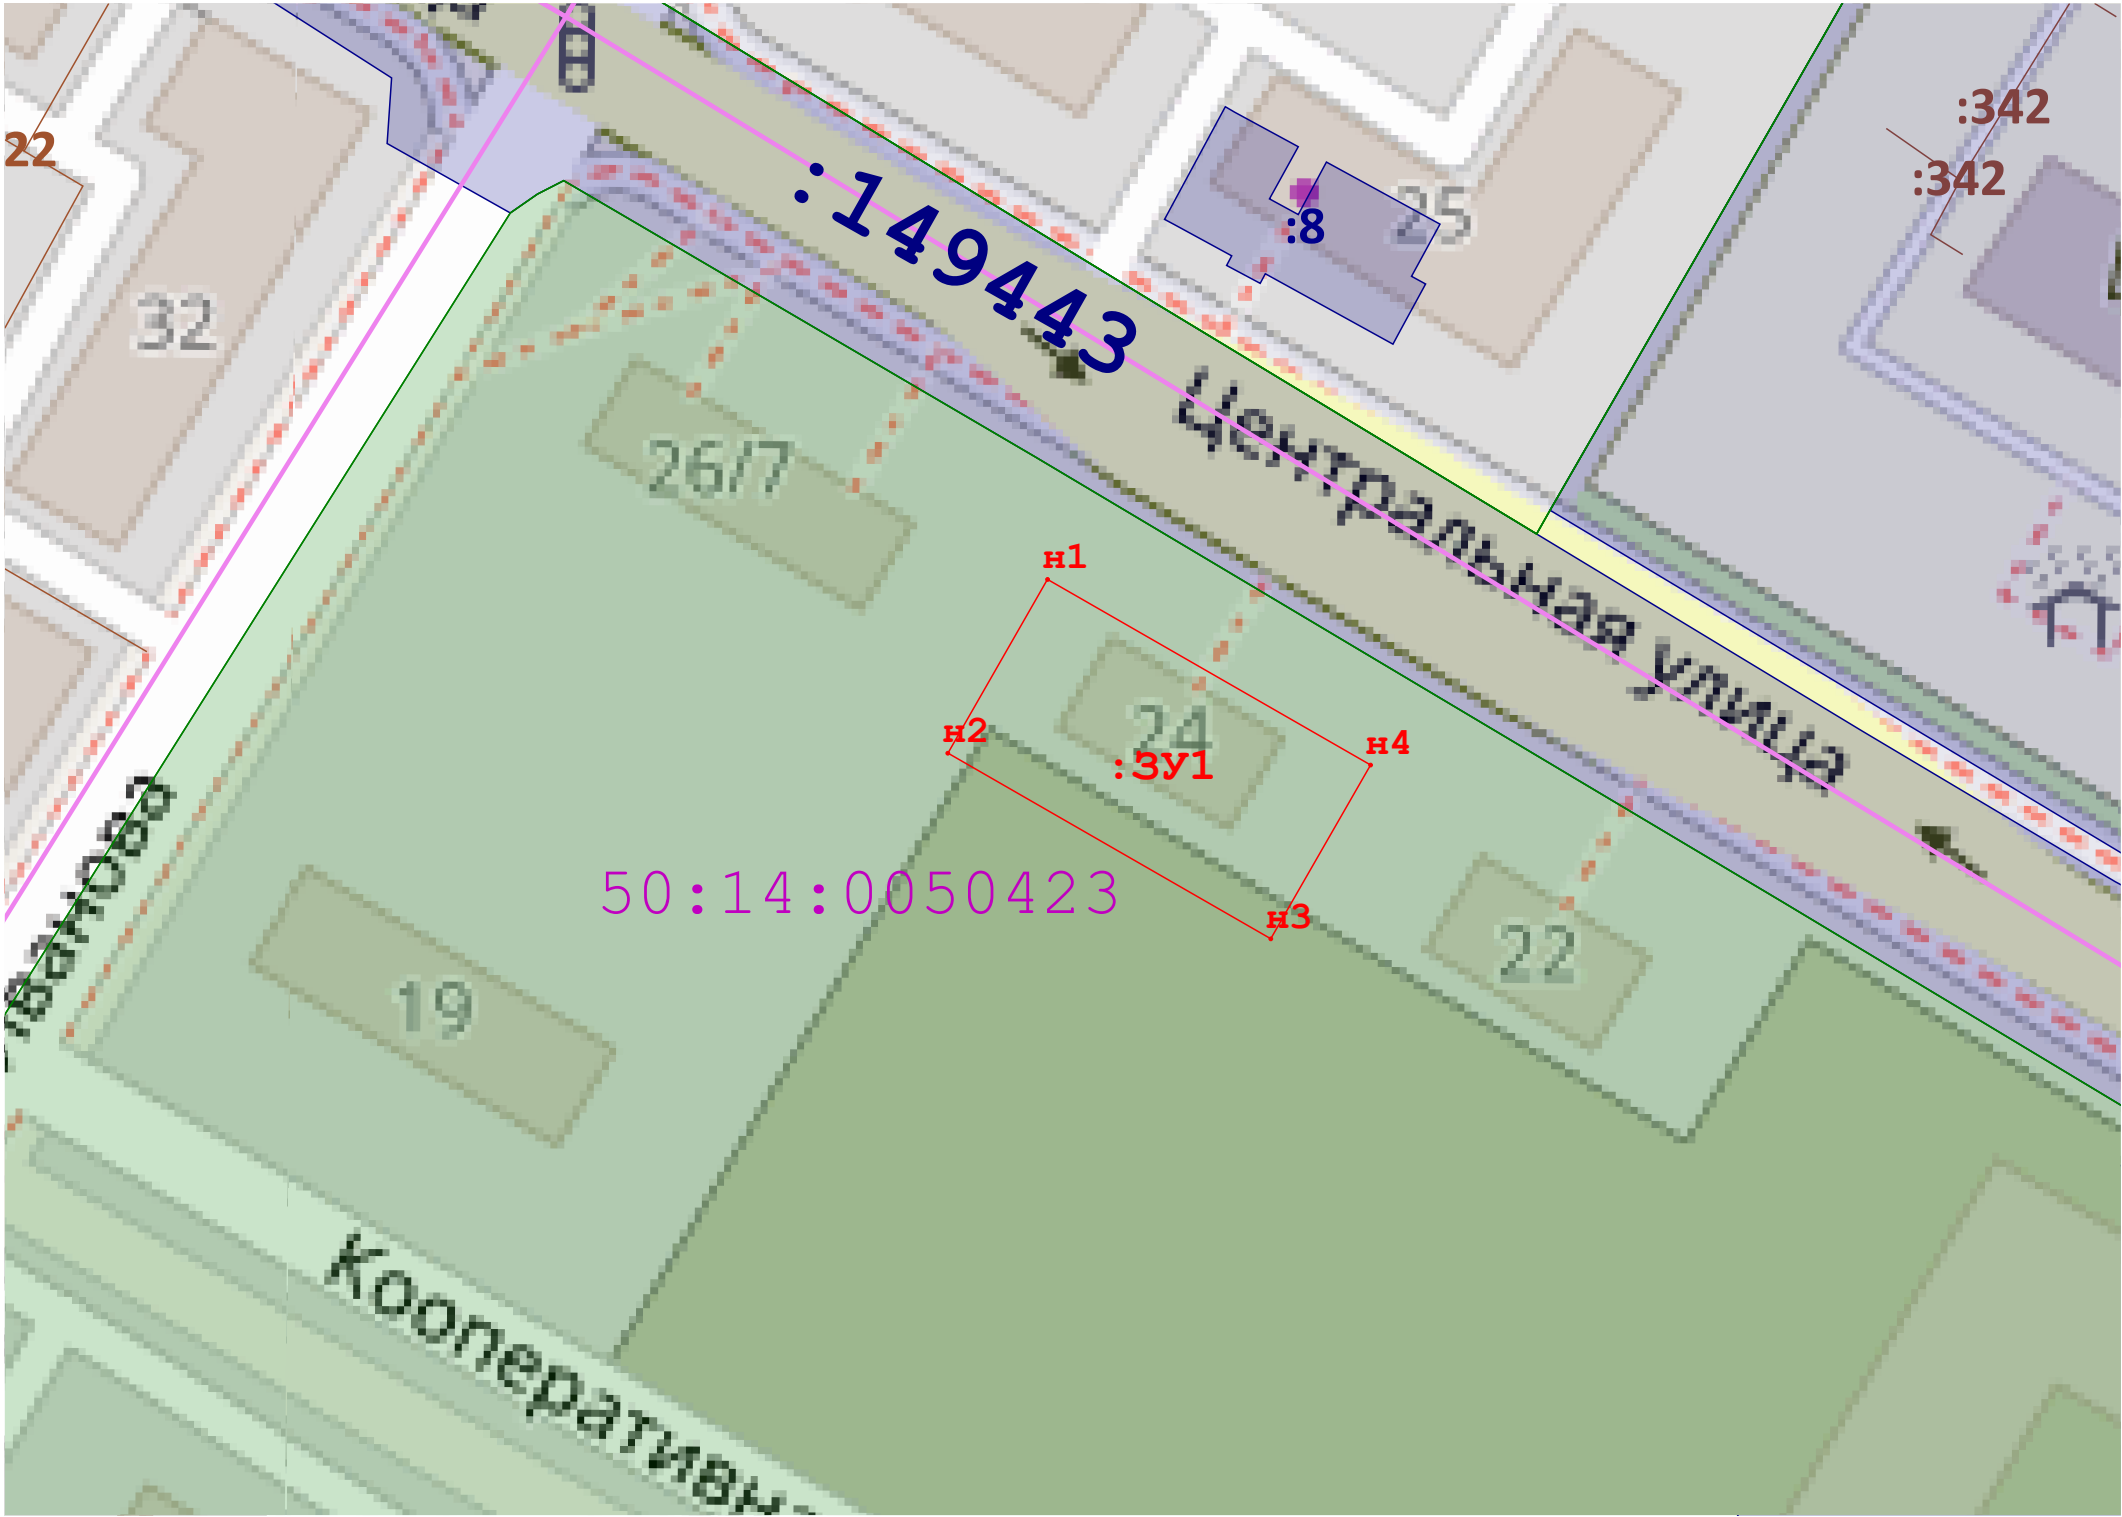 :342
22
:342
:149443
25
:8
32
Центральная улица
26/7
н1
24
н2
н4
:ЗУ1
50:14:0050423
н3
22
19
Кооперативн